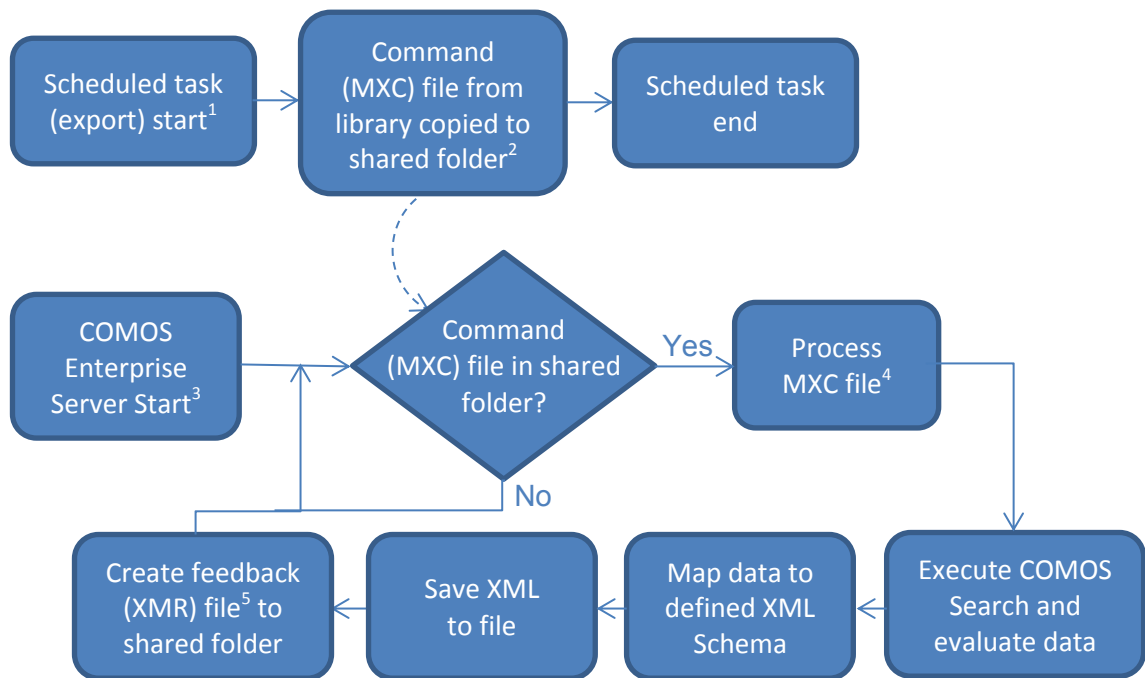 Scheduled task
(export) start¹
Command
(MXC) file from
library copied to
shared folder²
Scheduled task
end
COMOS
Enterprise
Server Start³
Command
(MXC) file in shared
folder?
Yes
Process
MXC file⁴
No
Create feedback
(XMR) file⁵ to
shared folder
Save XML
to file
Map data to
defined XML
Schema
Execute COMOS
Search and
evaluate data